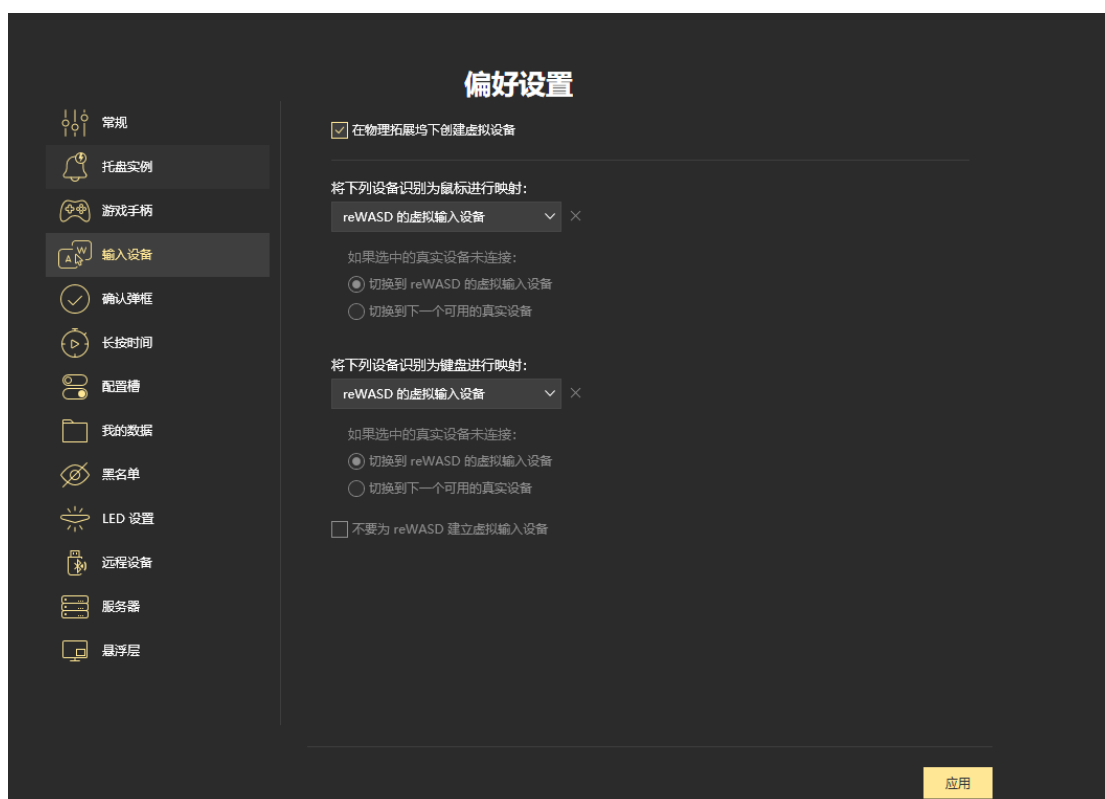 偏好设置
常规
托盘实例
游戏手柄
输入设备
A
W
确认弹框
长按时间
配置槽
我的数据
黑名单
LED 设置
远程设备
服务器
悬浮层
在物理拓展坞下创建虚拟设备
将下列设备识别为鼠标进行映射:
reWASD 的虚拟输入设备
如果选中的真实设备未连接:
切换到 reWASD 的虚拟输入设备
切换到下一个可用的真实设备
将下列设备识别为键盘进行映射:
reWASD 的虚拟输入设备
如果选中的真实设备未连接:
切换到 reWASD 的虚拟输入设备
切换到下一个可用的真实设备
不要为 reWASD 建立虚拟输入设备
应用